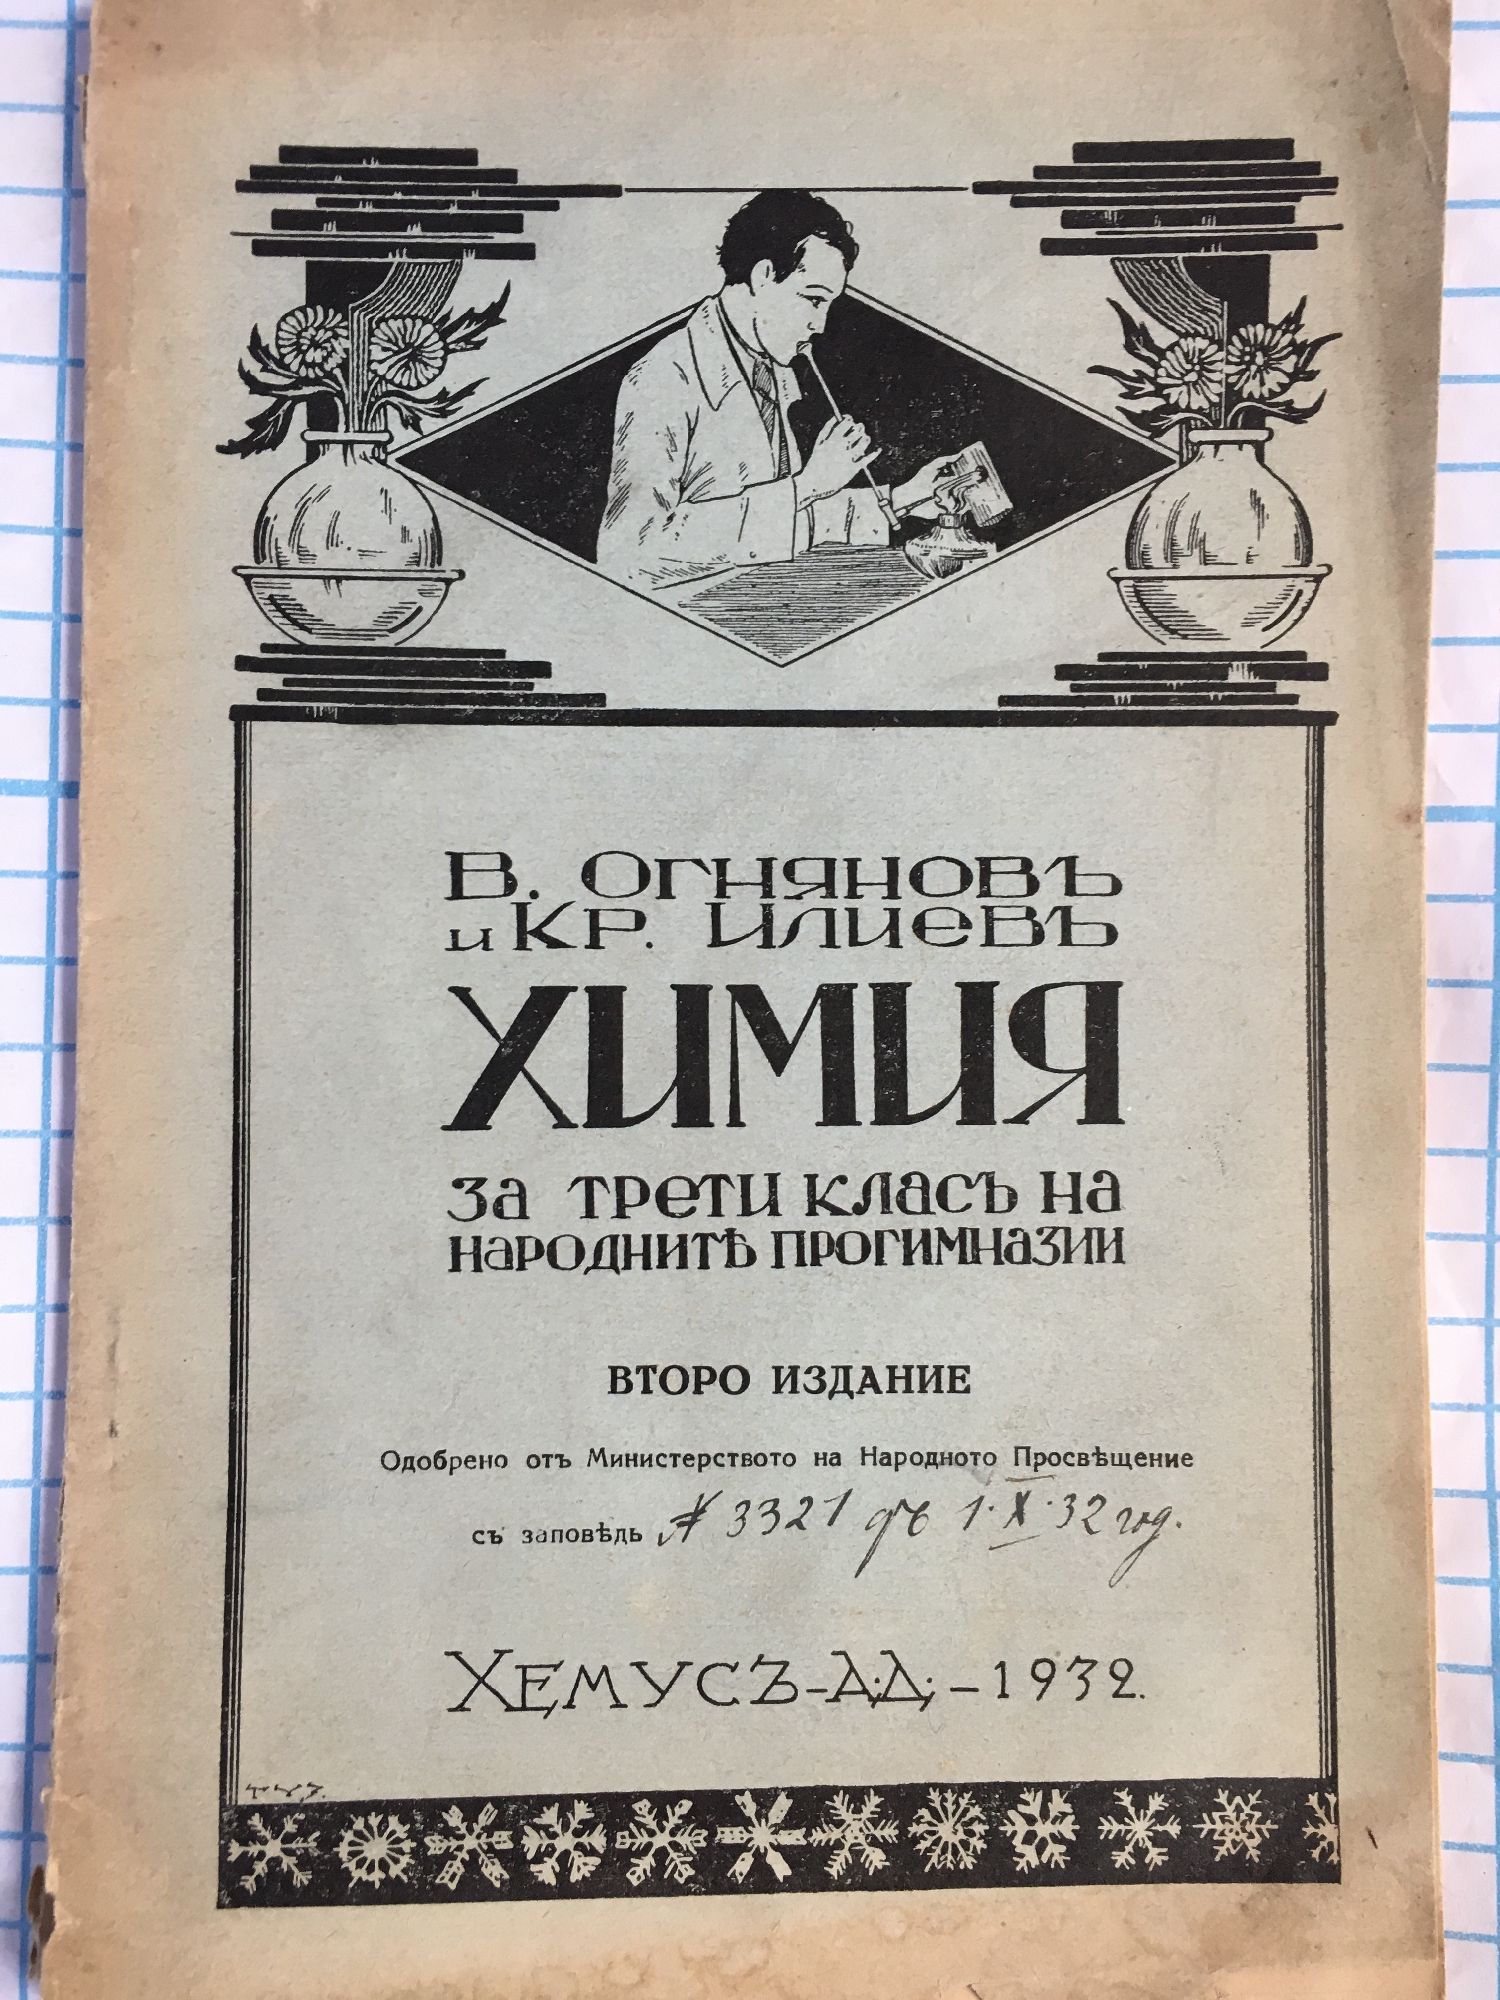 В. Огняновъ
и Кр. Илиевъ
Химия
за трети класъ на
народнитѣ прогимназии
ВТОРО ИЗДАНИЕ
Одобрено отъ Министерството на Народното Просвѣщение
съ заповѣдь № 3321 отъ 1·X·32 год.
Хемусъ – А.Д. – 1932.